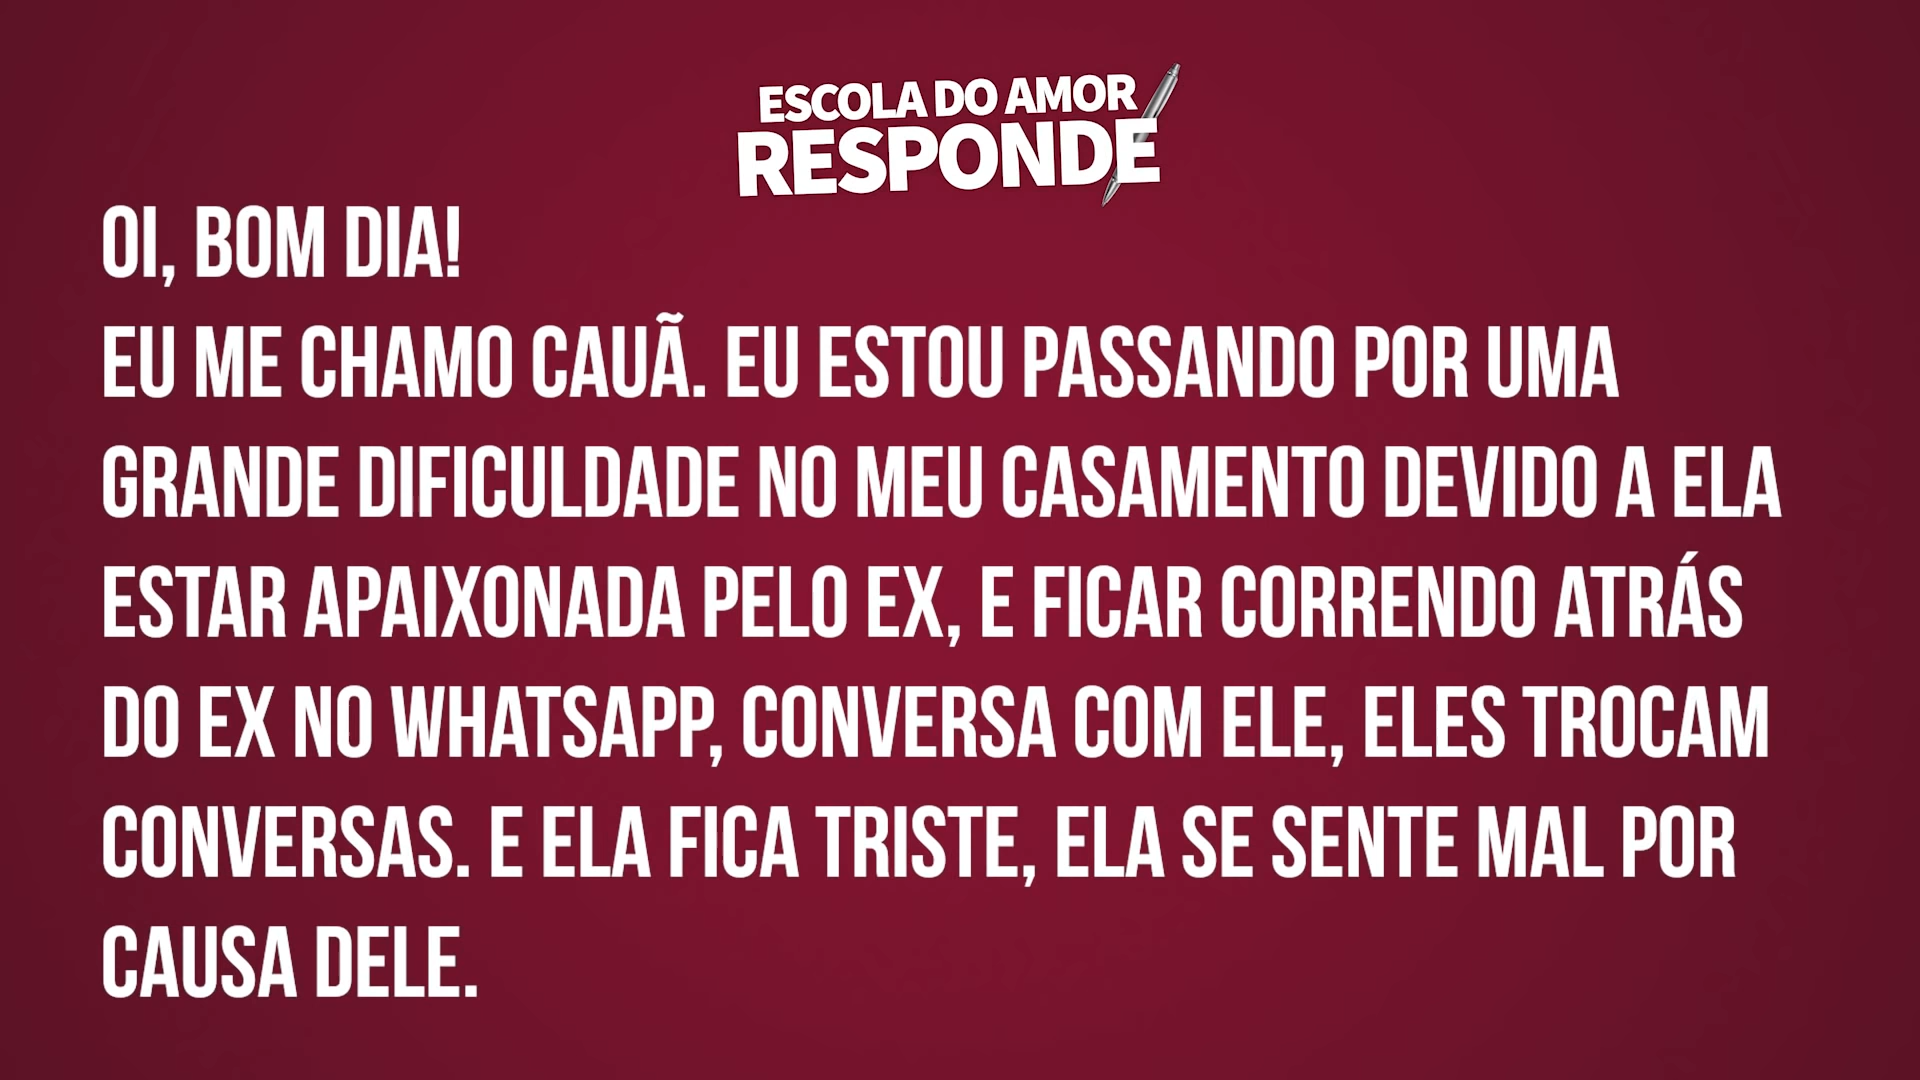 ESCOLA DO AMOR
RESPONDE
OI, BOM DIA!
EU ME CHAMO CAUÃ. EU ESTOU PASSANDO POR UMA
GRANDE DIFICULDADE NO MEU CASAMENTO DEVIDO A ELA
ESTAR APAIXONADA PELO EX, E FICAR CORRENDO ATRÁS
DO EX NO WHATSAPP, CONVERSA COM ELE, ELES TROCAM
CONVERSAS. E ELA FICA TRISTE, ELA SE SENTE MAL POR
CAUSA DELE.